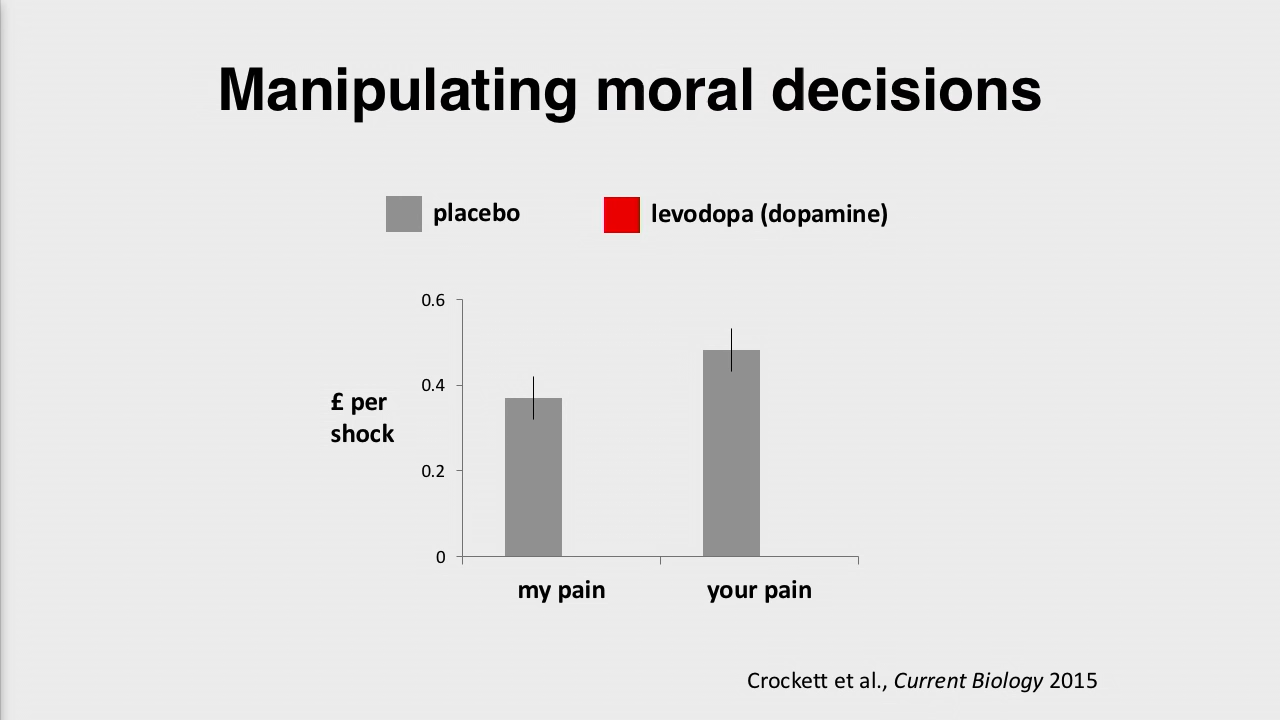 Manipulating moral decisions
placebo
levodopa (dopamine)
0.6
0.4
0.2
0
£ per
shock
my pain
your pain
Crockett et al., Current Biology 2015